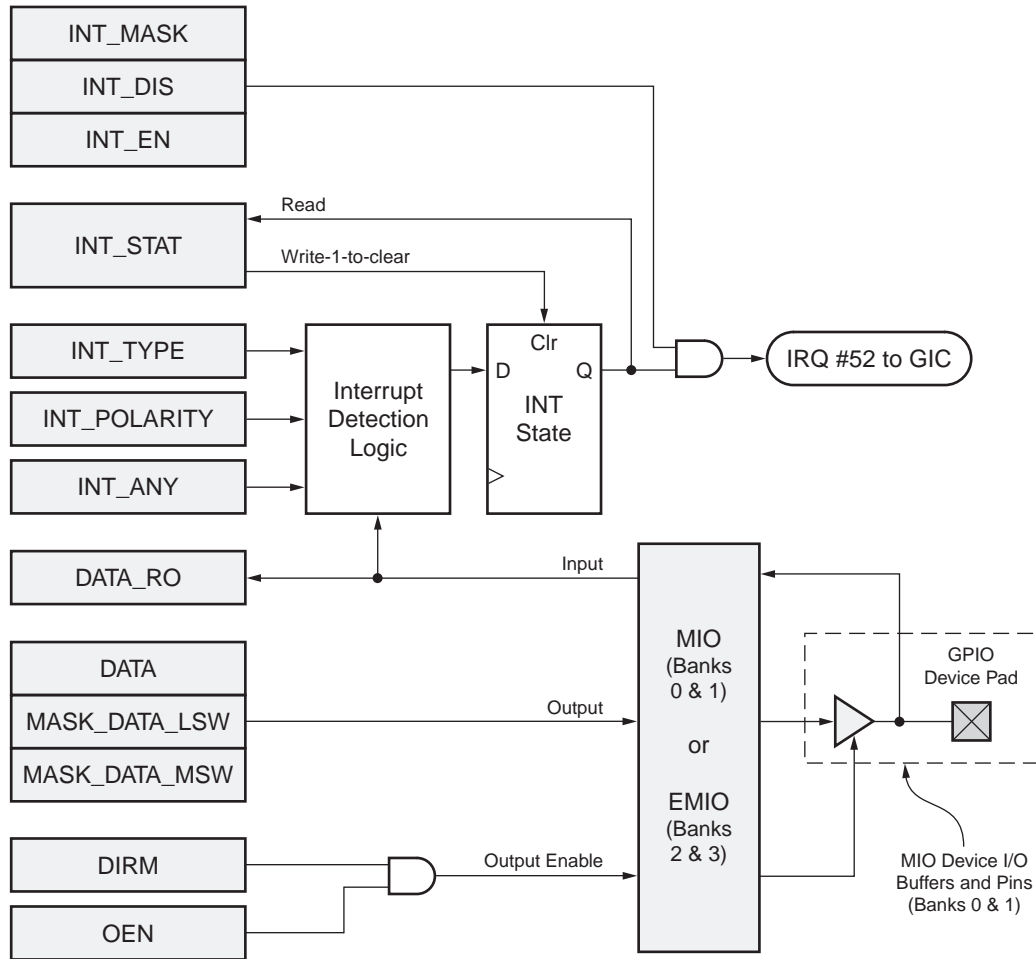 INT_MASK
INT_DIS
INT_EN
INT_STAT
Read
Write-1-to-clear
INT_TYPE
INT_POLARITY
INT_ANY
Interrupt
Detection
Logic
Clr
D
Q
INT
State
IRQ #52 to GIC
DATA_RO
Input
DATA
MASK_DATA_LSW
MASK_DATA_MSW
Output
DIRM
OEN
Output Enable
MIO
(Banks
0 & 1)
or
EMIO
(Banks
2 & 3)
GPIO
Device Pad
MIO Device I/O
Buffers and Pins
(Banks 0 & 1)